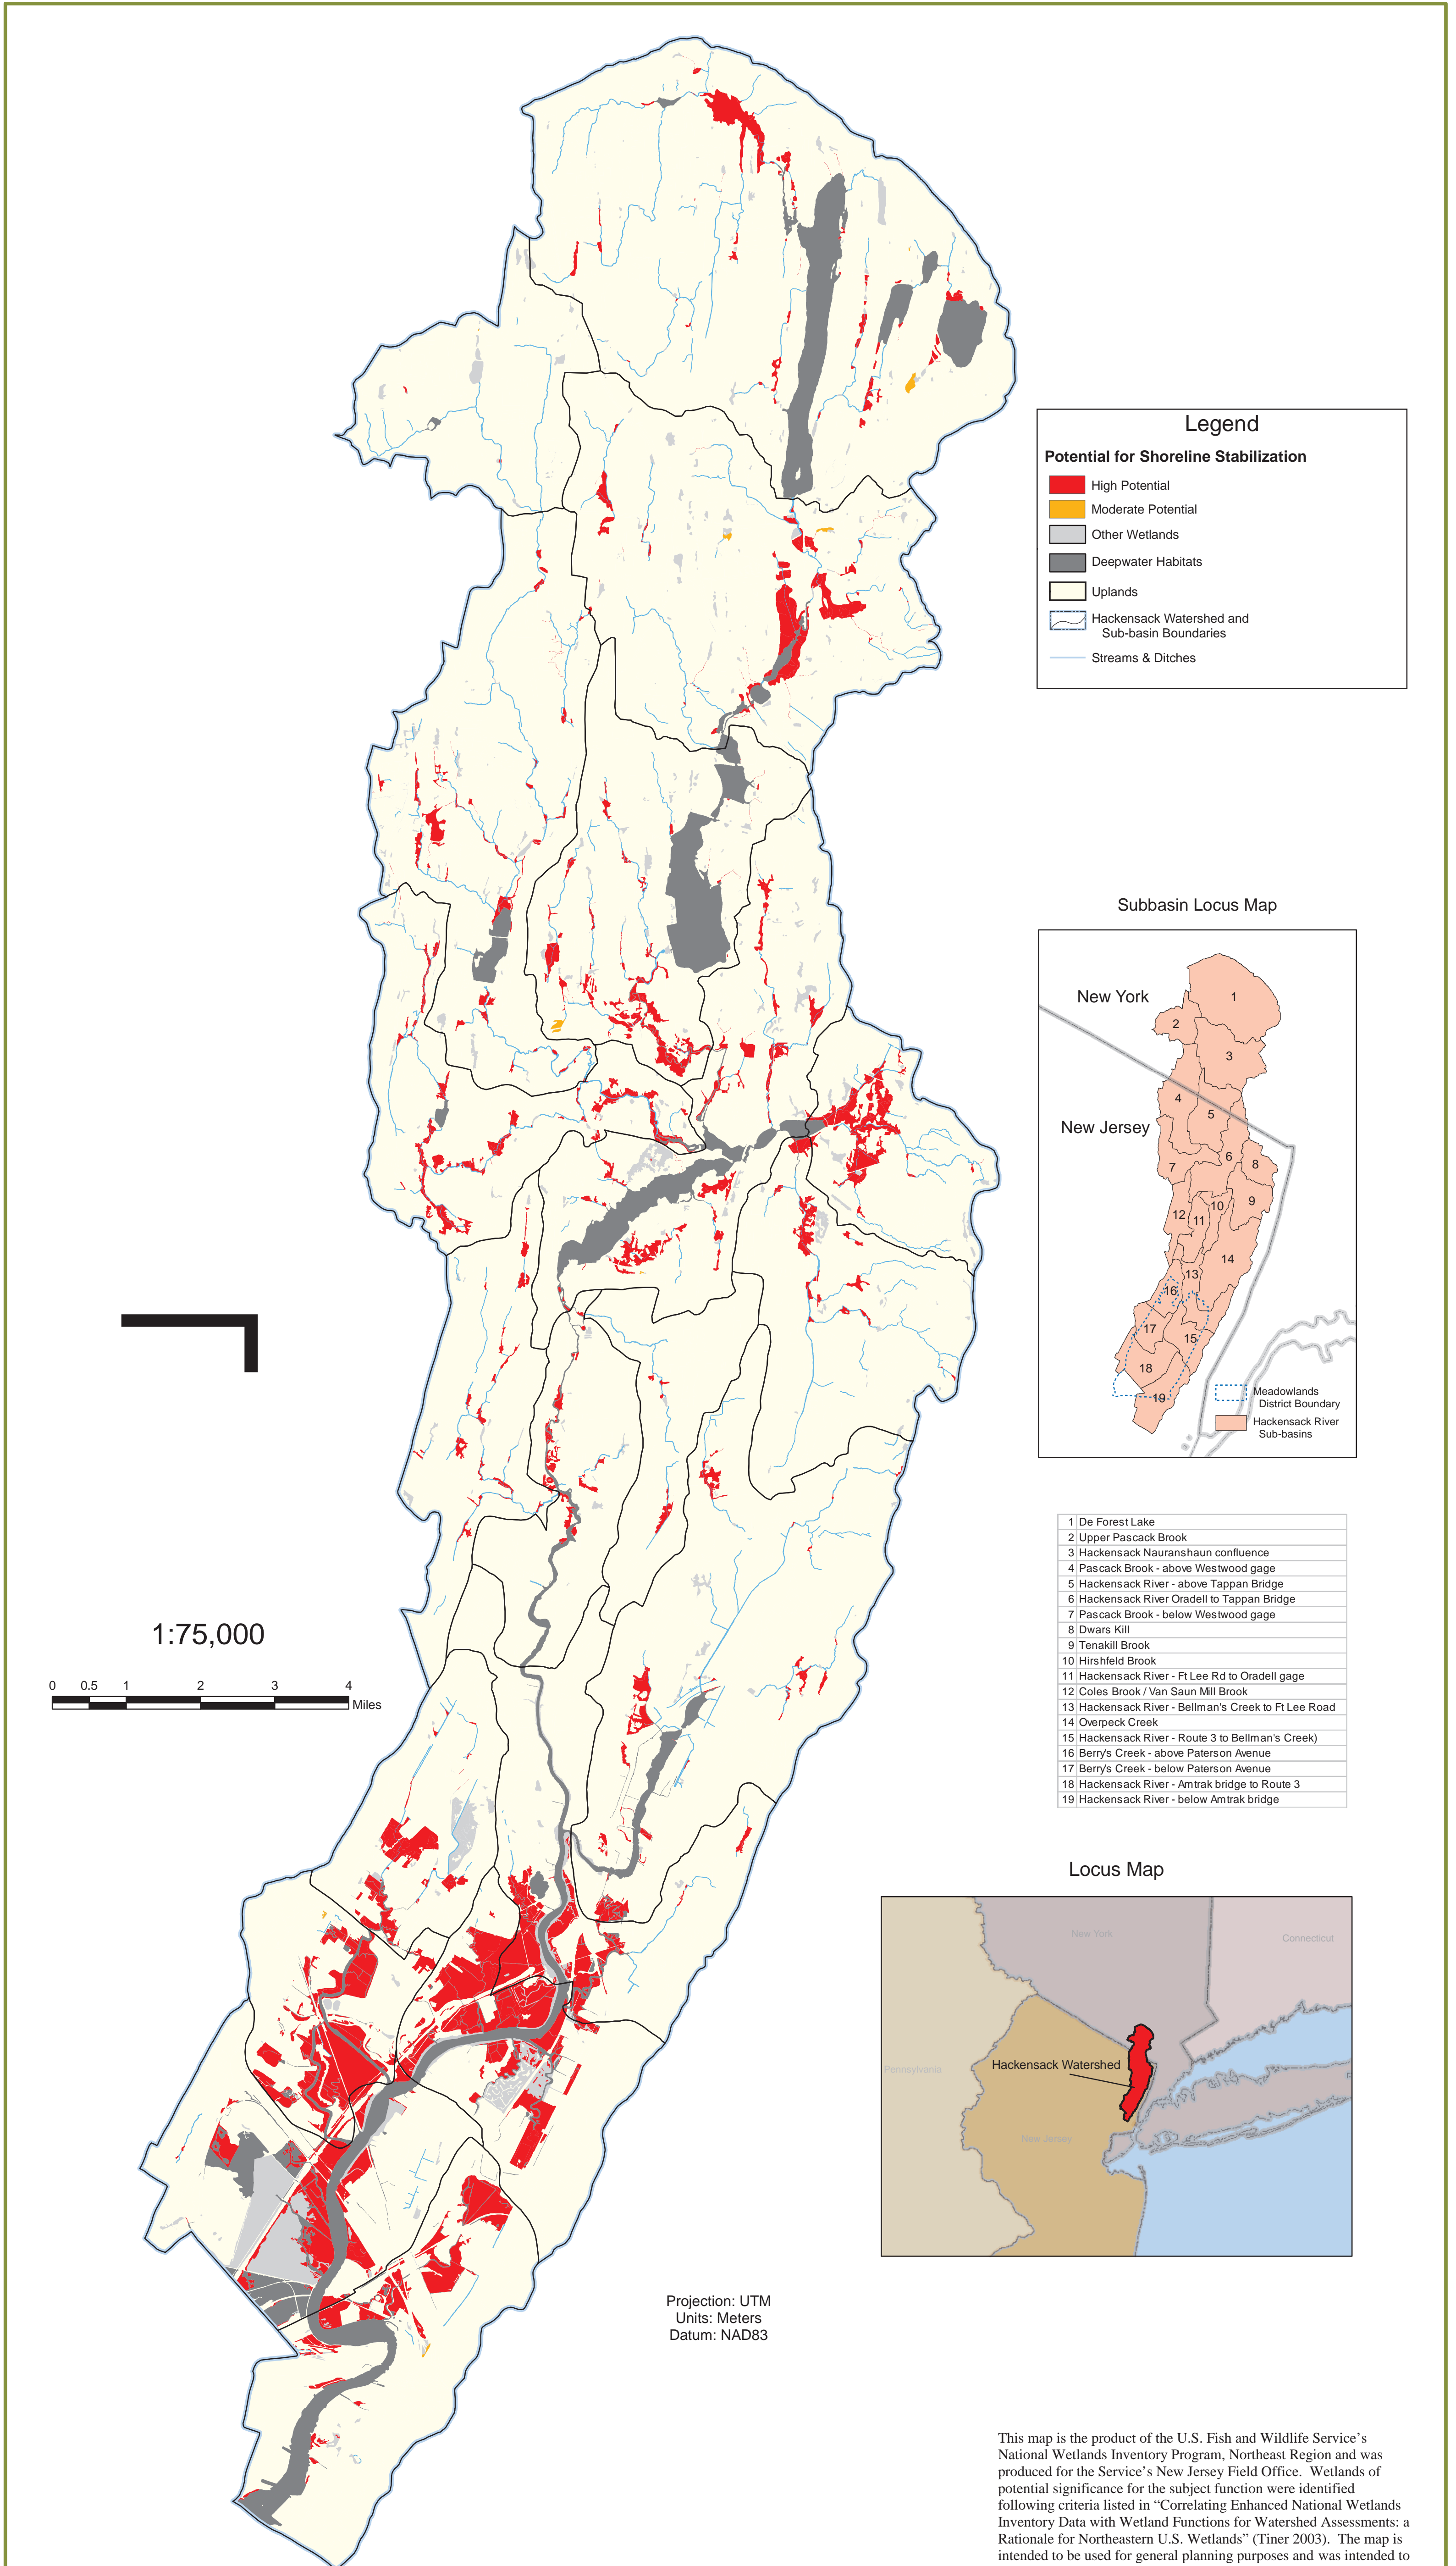 Legend
Potential for Shoreline Stabilization
High Potential
Moderate Potential
Other Wetlands
Deepwater Habitats
Uplands
Hackensack Watershed and
Sub-basin Boundaries
Streams & Ditches
Subbasin Locus Map
New York
New Jersey
1
2
3
4
5
6
7
8
9
10
11
12
13
14
15
16
17
18
19
Meadowlands
District Boundary
Hackensack River
Sub-basins
1 De Forest Lake
2 Upper Pascack Brook
3 Hackensack Nauranshaun confluence
4 Pascack Brook - above Westwood gage
5 Hackensack River - above Tappan Bridge
6 Hackensack River Oradell to Tappan Bridge
7 Pascack Brook - below Westwood gage
8 Dwars Kill
9 Tenakill Brook
10 Hirshfeld Brook
11 Hackensack River - Ft Lee Rd to Oradell gage
12 Coles Brook / Van Saun Mill Brook
13 Hackensack River - Bellman's Creek to Ft Lee Road
14 Overpeck Creek
15 Hackensack River - Route 3 to Bellman's Creek)
16 Berry's Creek - above Paterson Avenue
17 Berry's Creek - below Paterson Avenue
18 Hackensack River - Amtrak bridge to Route 3
19 Hackensack River - below Amtrak bridge
1:75,000
0 0.5 1 2 3 4
Miles
Locus Map
New York
Connecticut
Pennsylvania
Hackensack Watershed
New Jersey
Projection: UTM
Units: Meters
Datum: NAD83
This map is the product of the U.S. Fish and Wildlife Service's
National Wetlands Inventory Program, Northeast Region and was
produced for the Service's New Jersey Field Office. Wetlands of
potential significance for the subject function were identified
following criteria listed in "Correlating Enhanced National Wetlands
Inventory Data with Wetland Functions for Watershed Assessments: a
Rationale for Northeastern U.S. Wetlands" (Tiner 2003). The map is
intended to be used for general planning purposes and was intended to